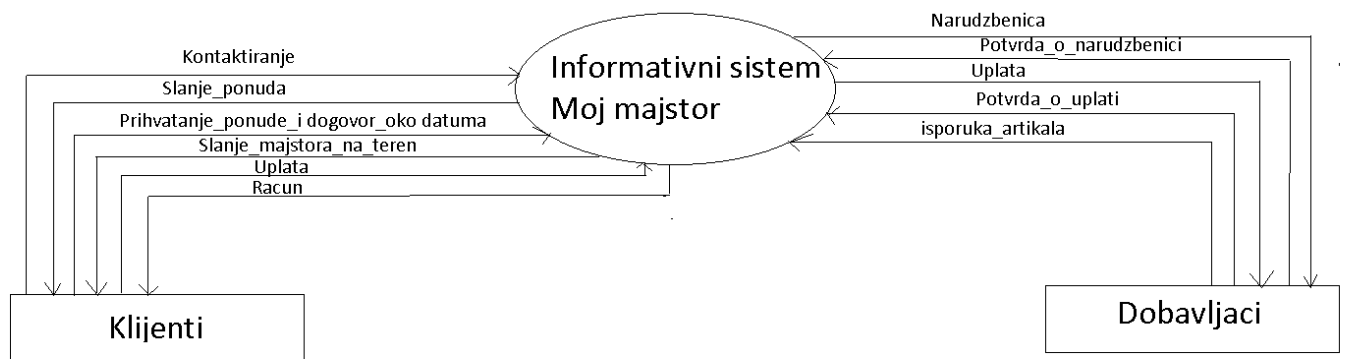 Narudzbenica
Kontaktiranje
Potvrda_o_narudzbenici
Informativni sistem
Moj majstor
Uplata
Slanje_ponuda
Potvrda_o_uplati
Prihvatanje_ponude_i dogovor_oko datuma
isporuka_artikala
Slanje_majstora_na_teren
Uplata
Racun
Klijenti
Dobavljaci